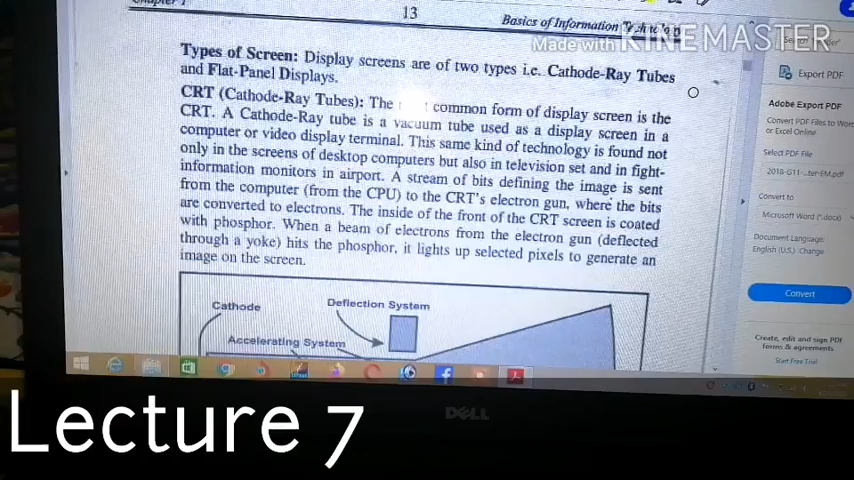 Chapter 1
13
Basics of Information
Made with KINEMASTER
Types of Screen: Display screens are of two types i.e. Cathode-Ray Tubes
and Flat-Panel Displays.
CRT (Cathode-Ray Tubes): The common form of display screen is the
CRT. A Cathode-Ray tube is a vacuum tube used as a display screen in a
computer or video display terminal. This same kind of technology is found not
only in the screens of desktop computers but also in television set and in fight-
information monitors in airport. A stream of bits defining the image is sent
from the computer (from the CPU) to the CRT's electron gun, where the bits
are converted to electrons. The inside of the front of the CRT screen is coated
with phosphor. When a beam of electrons from the electron gun (deflected
through a yoke) hits the phosphor, it lights up selected pixels to generate an
image on the screen.
Cathode
Deflection System
Accelerating System
Export PDF
Adobe Export PDF
Convert PDF Files to Word
or Excel Online
Select PDF File
2018-G11-...ter-EM.pdf
Convert to
Microsoft Word (*.docx)
Document Language:
English (U.S.) Change
Convert
Create, edit and sign PDF
forms & agreements
Start Free Trial
DELL
Lecture 7